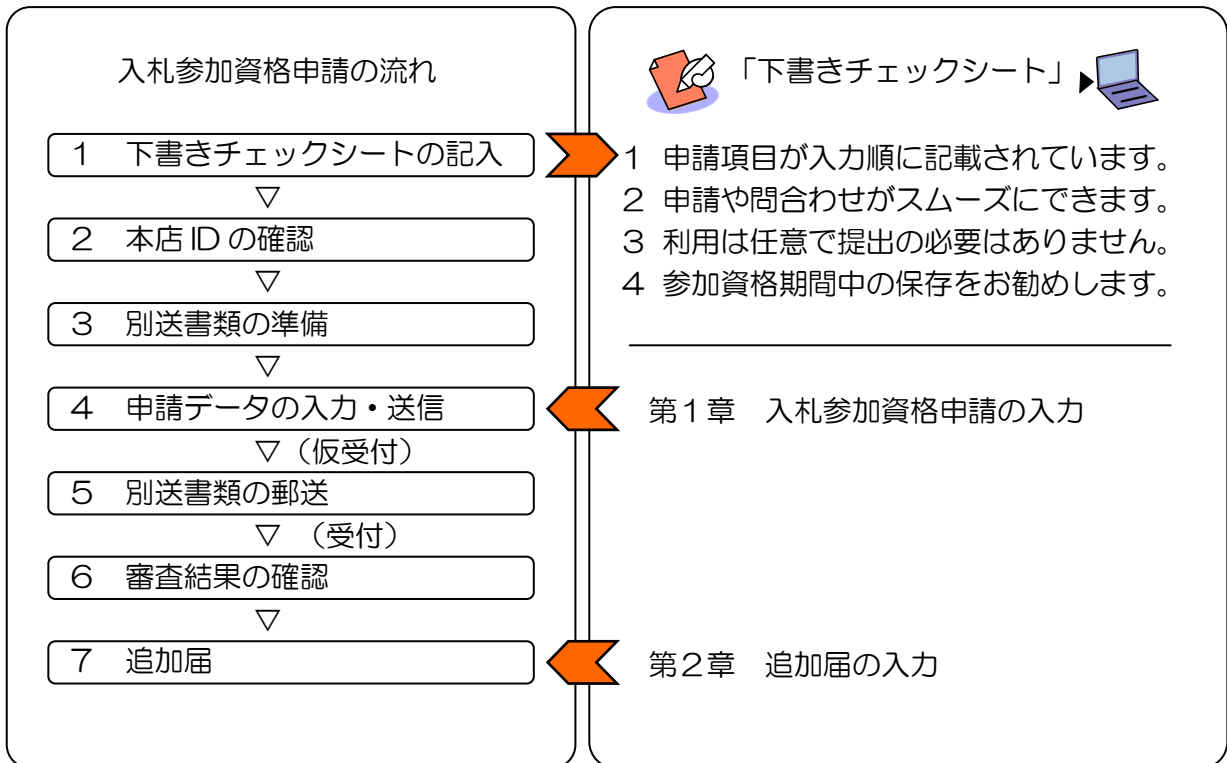 入札参加資格申請の流れ
1 下書きチェックシートの記入
▽
2 本店IDの確認
▽
3 別送書類の準備
▽
4 申請データの入力・送信
▽（仮受付）
5 別送書類の郵送
▽ （受付）
6 審査結果の確認
▽
7 追加届
「下書きチェックシート」
1 申請項目が入力順に記載されています。
2 申請や問合わせがスムーズにできます。
3 利用は任意で提出の必要はありません。
4 参加資格期間中の保存をお勧めします。
第1章 入札参加資格申請の入力
第2章 追加届の入力